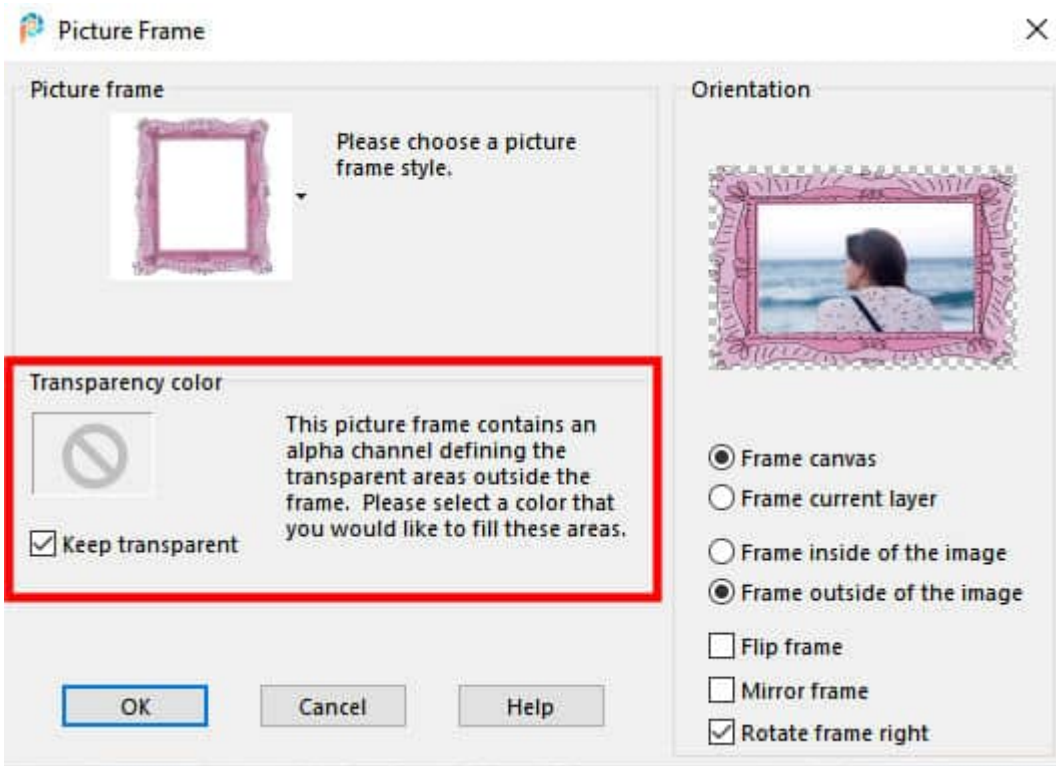 Picture Frame
Picture frame
Please choose a picture
frame style.
Transparency color
This picture frame contains an
alpha channel defining the
transparent areas outside the
frame.  Please select a color that
you would like to fill these areas.
Keep transparent
OK
Cancel
Help
Orientation
Frame canvas
Frame current layer
Frame inside of the image
Frame outside of the image
Flip frame
Mirror frame
Rotate frame right